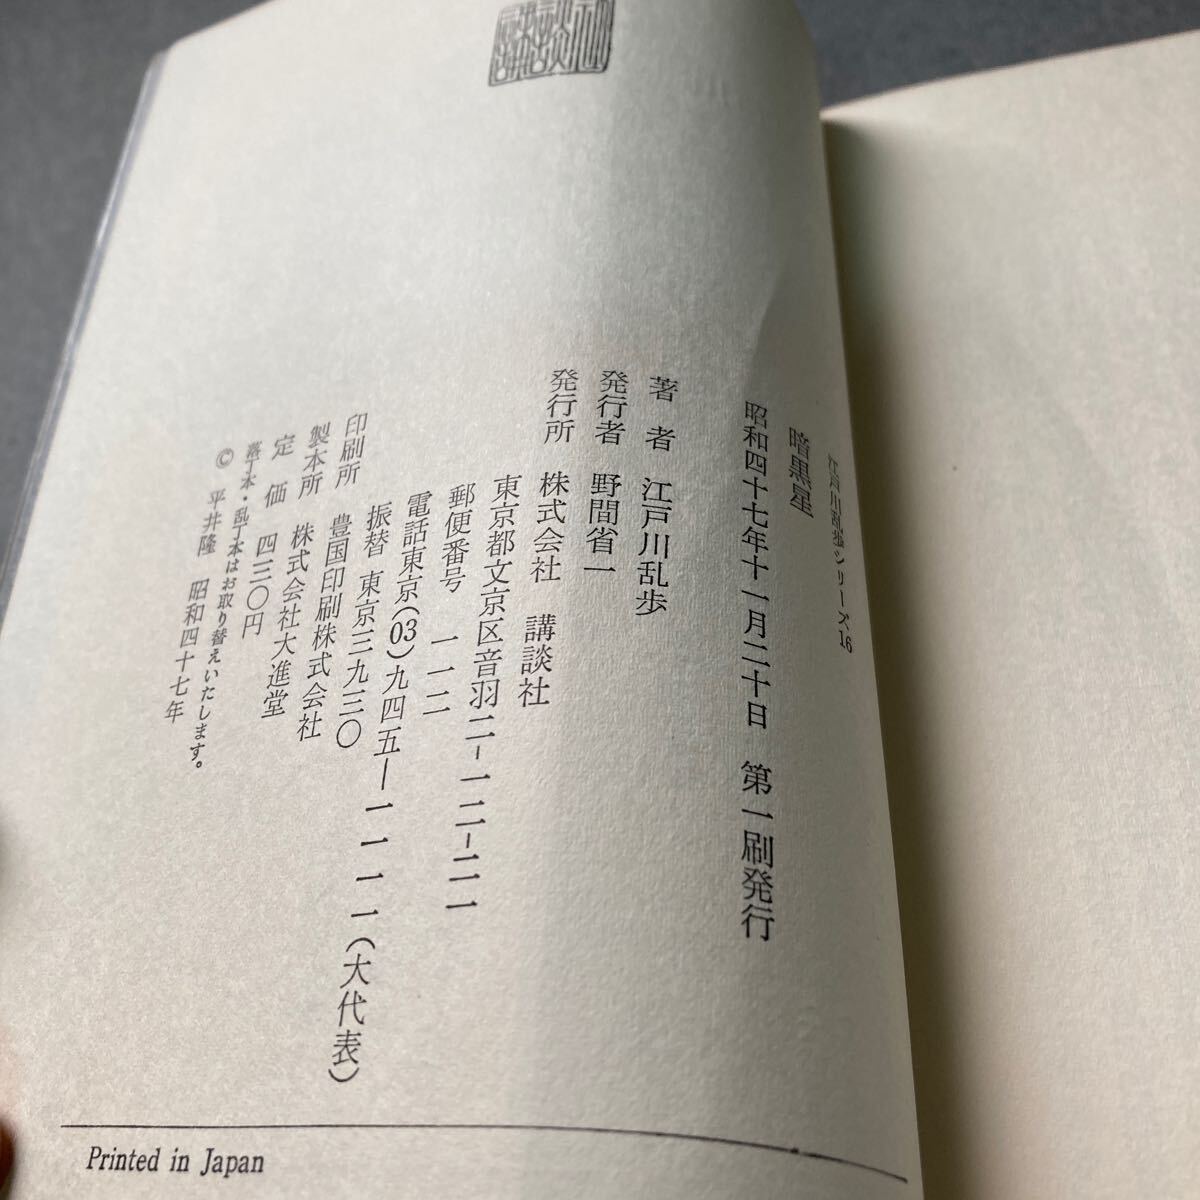 江戸川乱歩シリーズ16
暗黒星
昭和四十七年十一月二十日 第一刷発行
著者 江戸川乱歩
発行者 野間省一
発行所 株式会社 講談社
東京都文京区音羽二-一二-二一
郵便番号 一一二
電話東京(03)九四五―一一一一(大代表)
振替 東京三九三〇
印刷所 豊国印刷株式会社
製本所 株式会社大進堂
定価 四三〇円
落丁本・乱丁本はお取り替えいたします。
© 平井隆 昭和四十七年
Printed in Japan